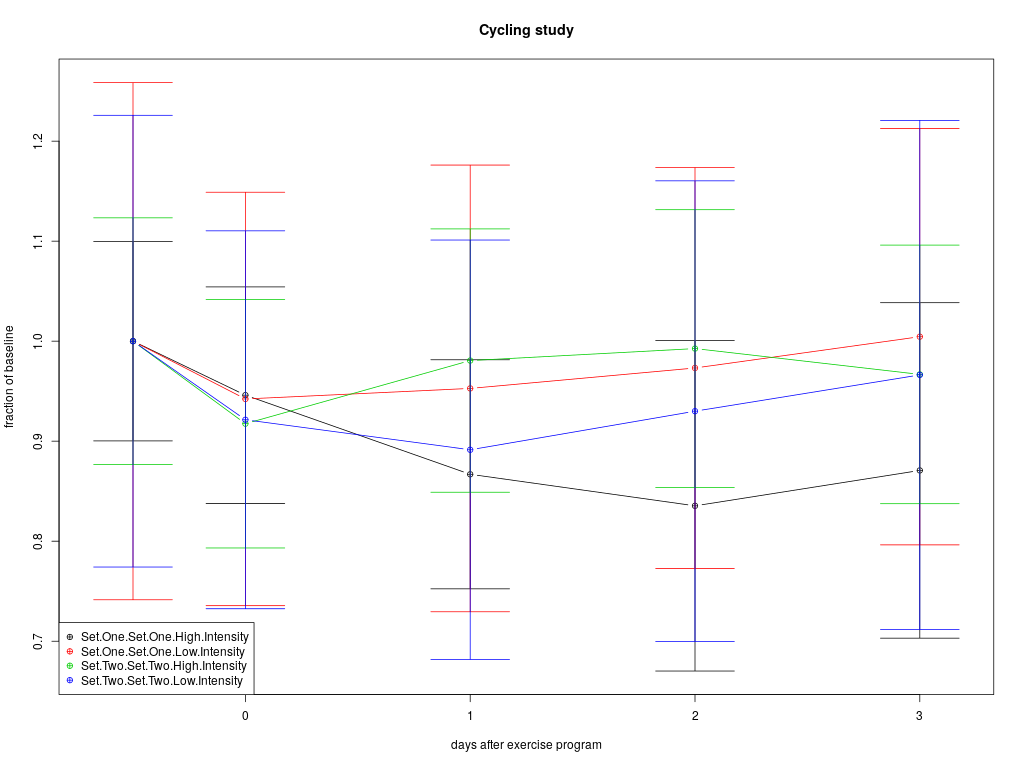 Cycling study
fraction of baseline
1.2
1.1
1.0
0.9
0.8
0.7
Set.One.Set.One.High.Intensity
Set.One.Set.One.Low.Intensity
Set.Two.Set.Two.High.Intensity
Set.Two.Set.Two.Low.Intensity
0 1 2 3
days after exercise program